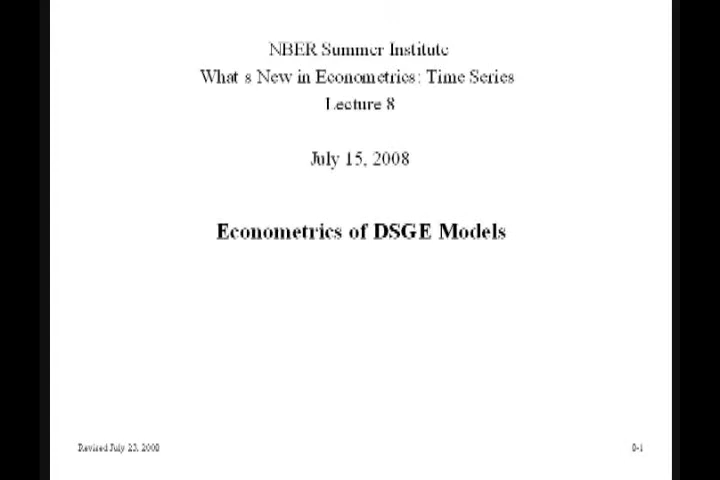 NBER Summer Institute
What s New in Econometrics: Time Series
Lecture 8
July 15, 2008
Econometrics of DSGE Models
Revised July 23, 2008
8-1